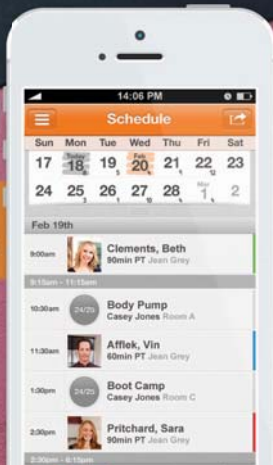 14:06 PM
Schedule
Sun Mon Tue Wed Thu Fri Sat
17 Today 18 19 Feb 20 21 22 23
24 25 26 27 28 Mar 1 2
Feb 19th
9:00am Clements, Beth
90min PT Jean Grey
9:15am - 11:15am
10:30am 24/25 Body Pump
Casey Jones Room A
11:30am Afflek, Vin
60min PT Jean Grey
1:30pm 24/25 Boot Camp
Casey Jones Room C
2:30pm Pritchard, Sara
90min PT Jean Grey
2:30pm - 6:15pm